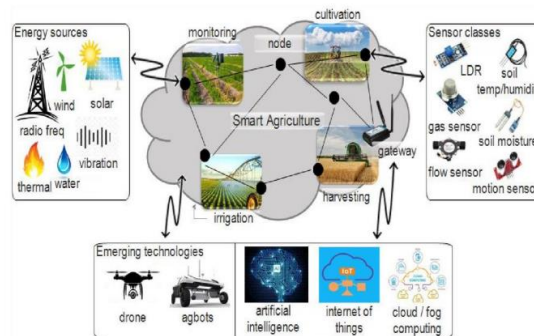 Energy sources
wind
solar
radio freq
vibration
thermal
water
monitoring
node
cultivation
Smart Agriculture
gateway
irrigation
harvesting
Sensor classes
LDR
soil
temp/humidi
gas sensor
soil moisture
flow sensor
motion senso
Emerging technologies
drone
agbots
artificial
intelligence
IoT
internet of
things
cloud / fog
computing